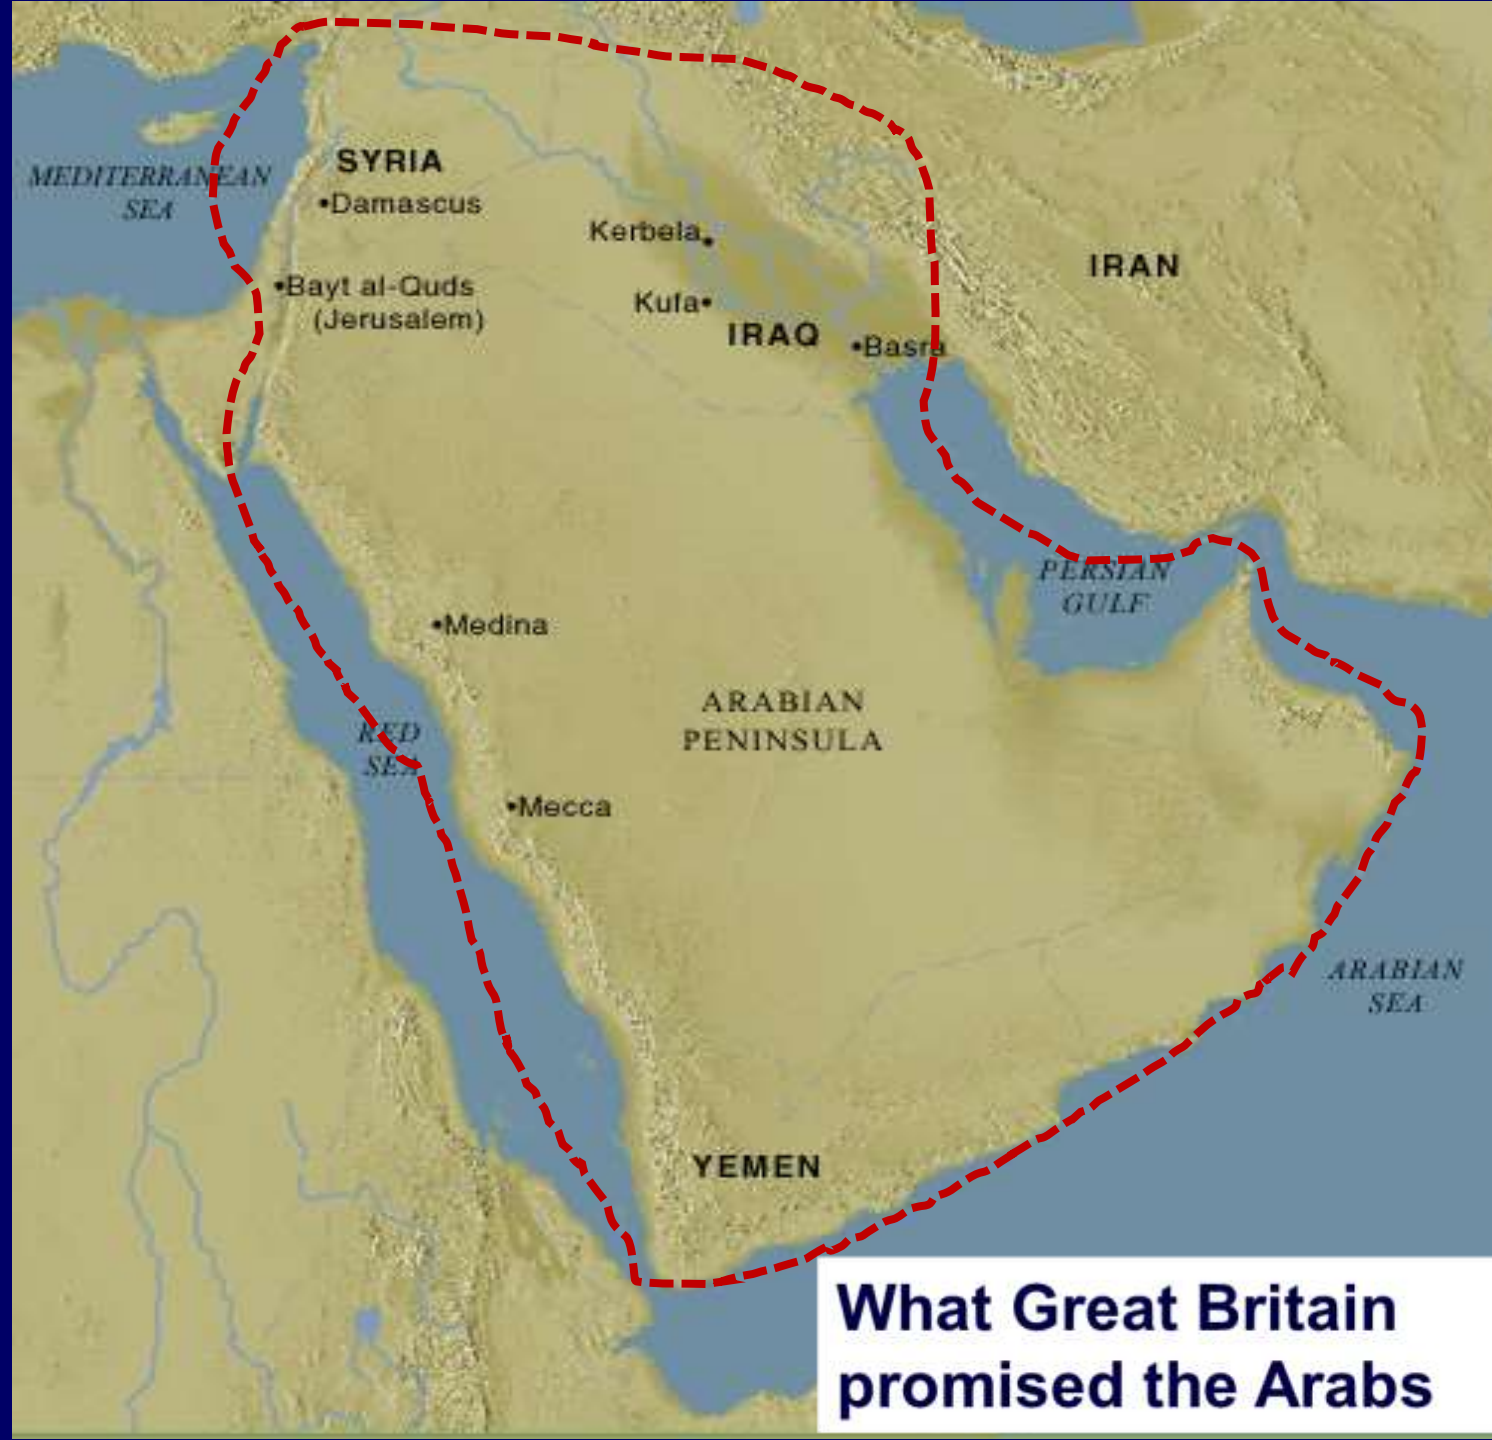 SYRIA
MEDITERRANEAN
SEA
•Damascus
Kerbela•
IRAN
•Bayt al-Quds
(Jerusalem)
Kufa•
IRAQ
•Basra
PERSIAN
GULF
•Medina
ARABIAN
PENINSULA
RED
SEA
•Mecca
ARABIAN
SEA
YEMEN
What Great Britain
promised the Arabs